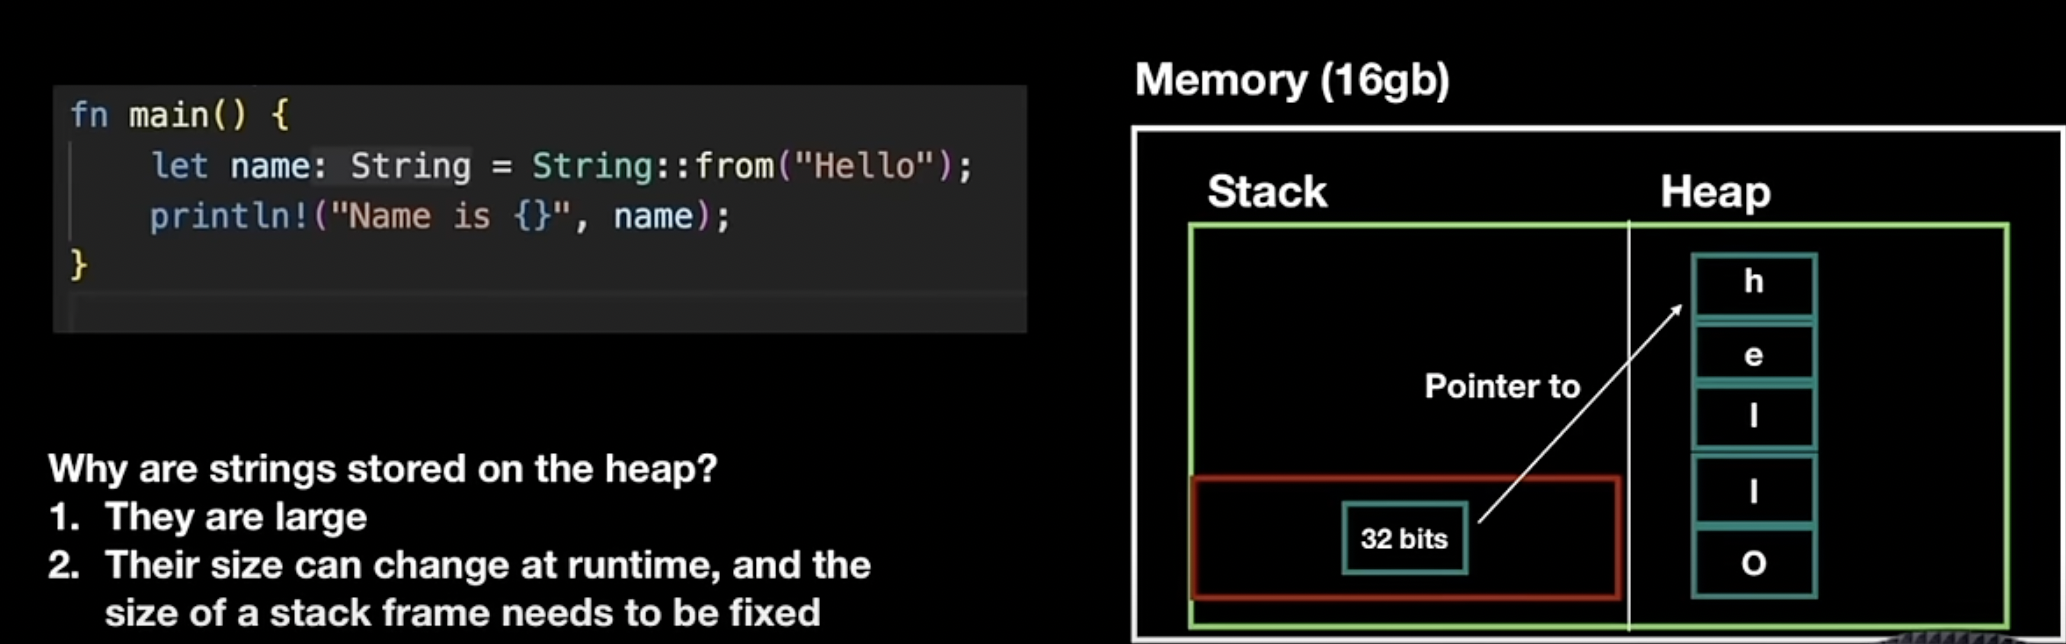 fn main() {
let name: String = String::from("Hello");
println!("Name is {}", name);
}
Why are strings stored on the heap?
1. They are large
2. Their size can change at runtime, and the
size of a stack frame needs to be fixed
Memory (16gb)
Stack
Heap
h
e
l
l
o
Pointer to
32 bits